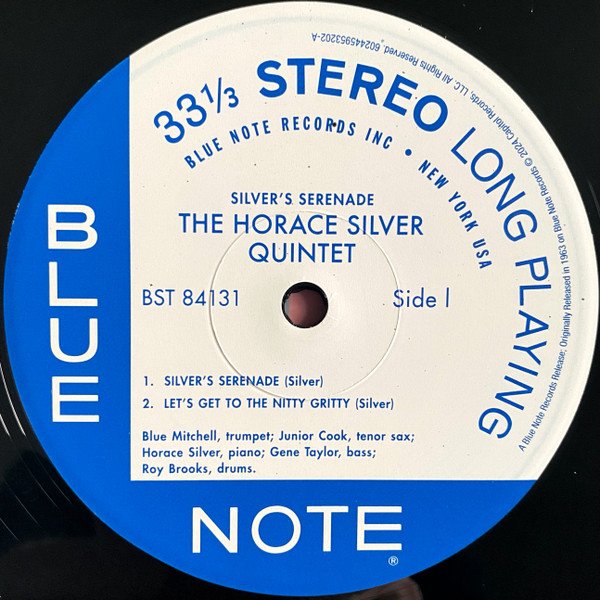 33⅓ STEREO LONG PLAYING
BLUE NOTE RECORDS INC • NEW YORK USA
SILVER'S SERENADE
THE HORACE SILVER
QUINTET
BST 84131
Side 1
1. SILVER'S SERENADE (Silver)
2. LET'S GET TO THE NITTY GRITTY (Silver)
Blue Mitchell, trumpet; Junior Cook, tenor sax;
Horace Silver, piano; Gene Taylor, bass;
Roy Brooks, drums.
BLUE
NOTE®
A Blue Note Records Release; Originally Released in 1963 on Blue Note Records © 2024 Capitol Records, LLC. All Rights Reserved. 602445953202-A